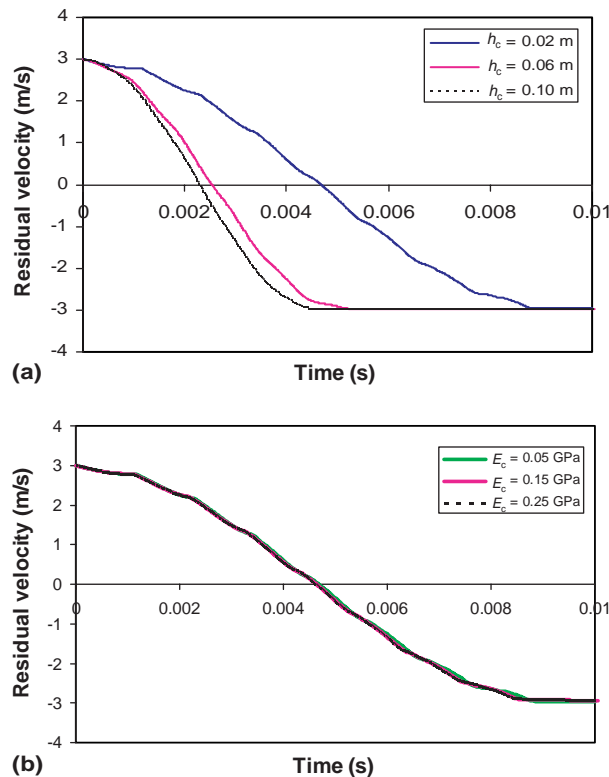 4
3
2
1
0
-1
-2
-3
-4
Residual velocity (m/s)
0 0.002 0.004 0.006 0.008 0.01
h_c = 0.02 m
h_c = 0.06 m
h_c = 0.10 m
Time (s)
(a)
4
3
2
1
0
-1
-2
-3
-4
Residual velocity (m/s)
0 0.002 0.004 0.006 0.008 0.01
E_c = 0.05 GPa
E_c = 0.15 GPa
E_c = 0.25 GPa
Time (s)
(b)